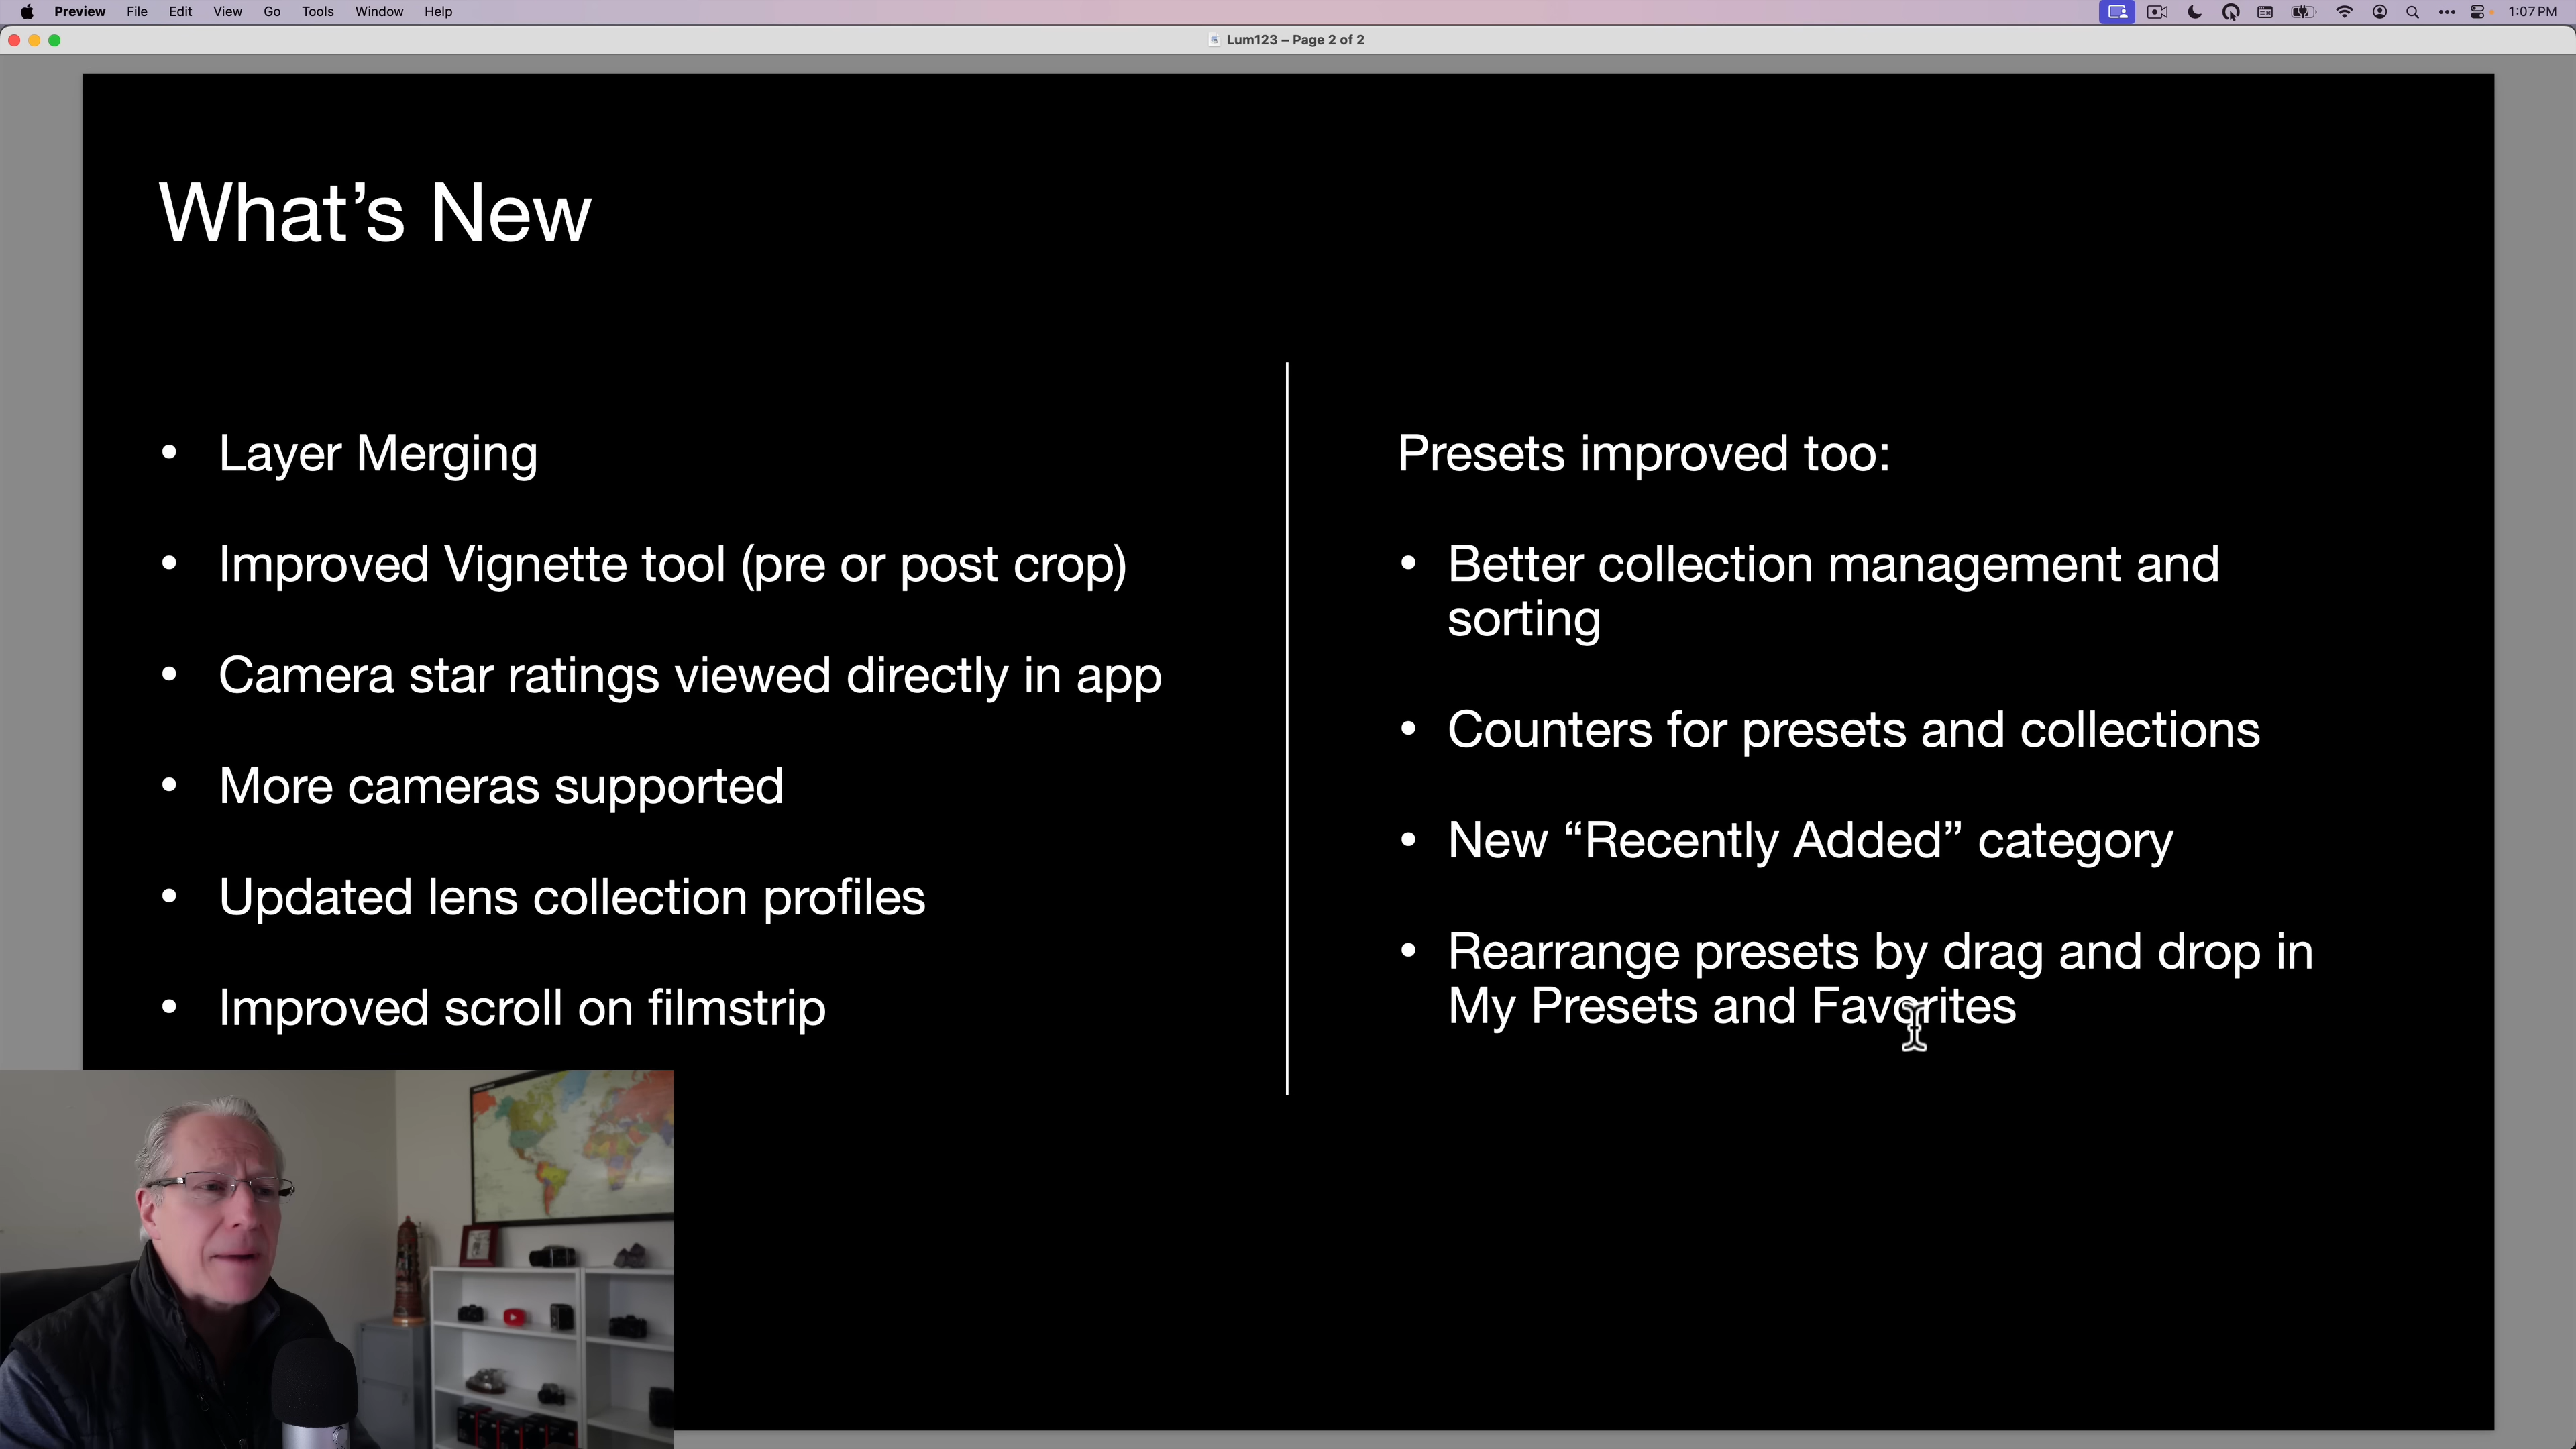 Preview File Edit View Go Tools Window Help
1:07 PM
Lum123 – Page 2 of 2
What’s New
• Layer Merging
• Improved Vignette tool (pre or post crop)
• Camera star ratings viewed directly in app
• More cameras supported
• Updated lens collection profiles
• Improved scroll on filmstrip
Presets improved too:
• Better collection management and
sorting
• Counters for presets and collections
• New “Recently Added” category
• Rearrange presets by drag and drop in
My Presets and Favorites